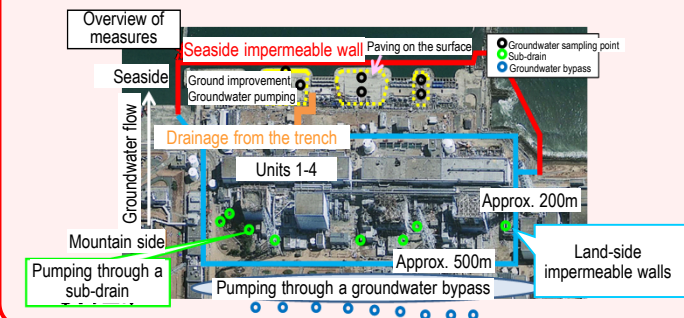 Overview of
measures
Seaside impermeable wall
Paving on the surface
Groundwater sampling point
Sub-drain
Groundwater bypass
Seaside
Ground improvement,
Groundwater pumping
Groundwater flow
Drainage from the trench
Units 1-4
Approx. 200m
Mountain side
Approx. 500m
Land-side
impermeable walls
Pumping through a
sub-drain
Pumping through a groundwater bypass